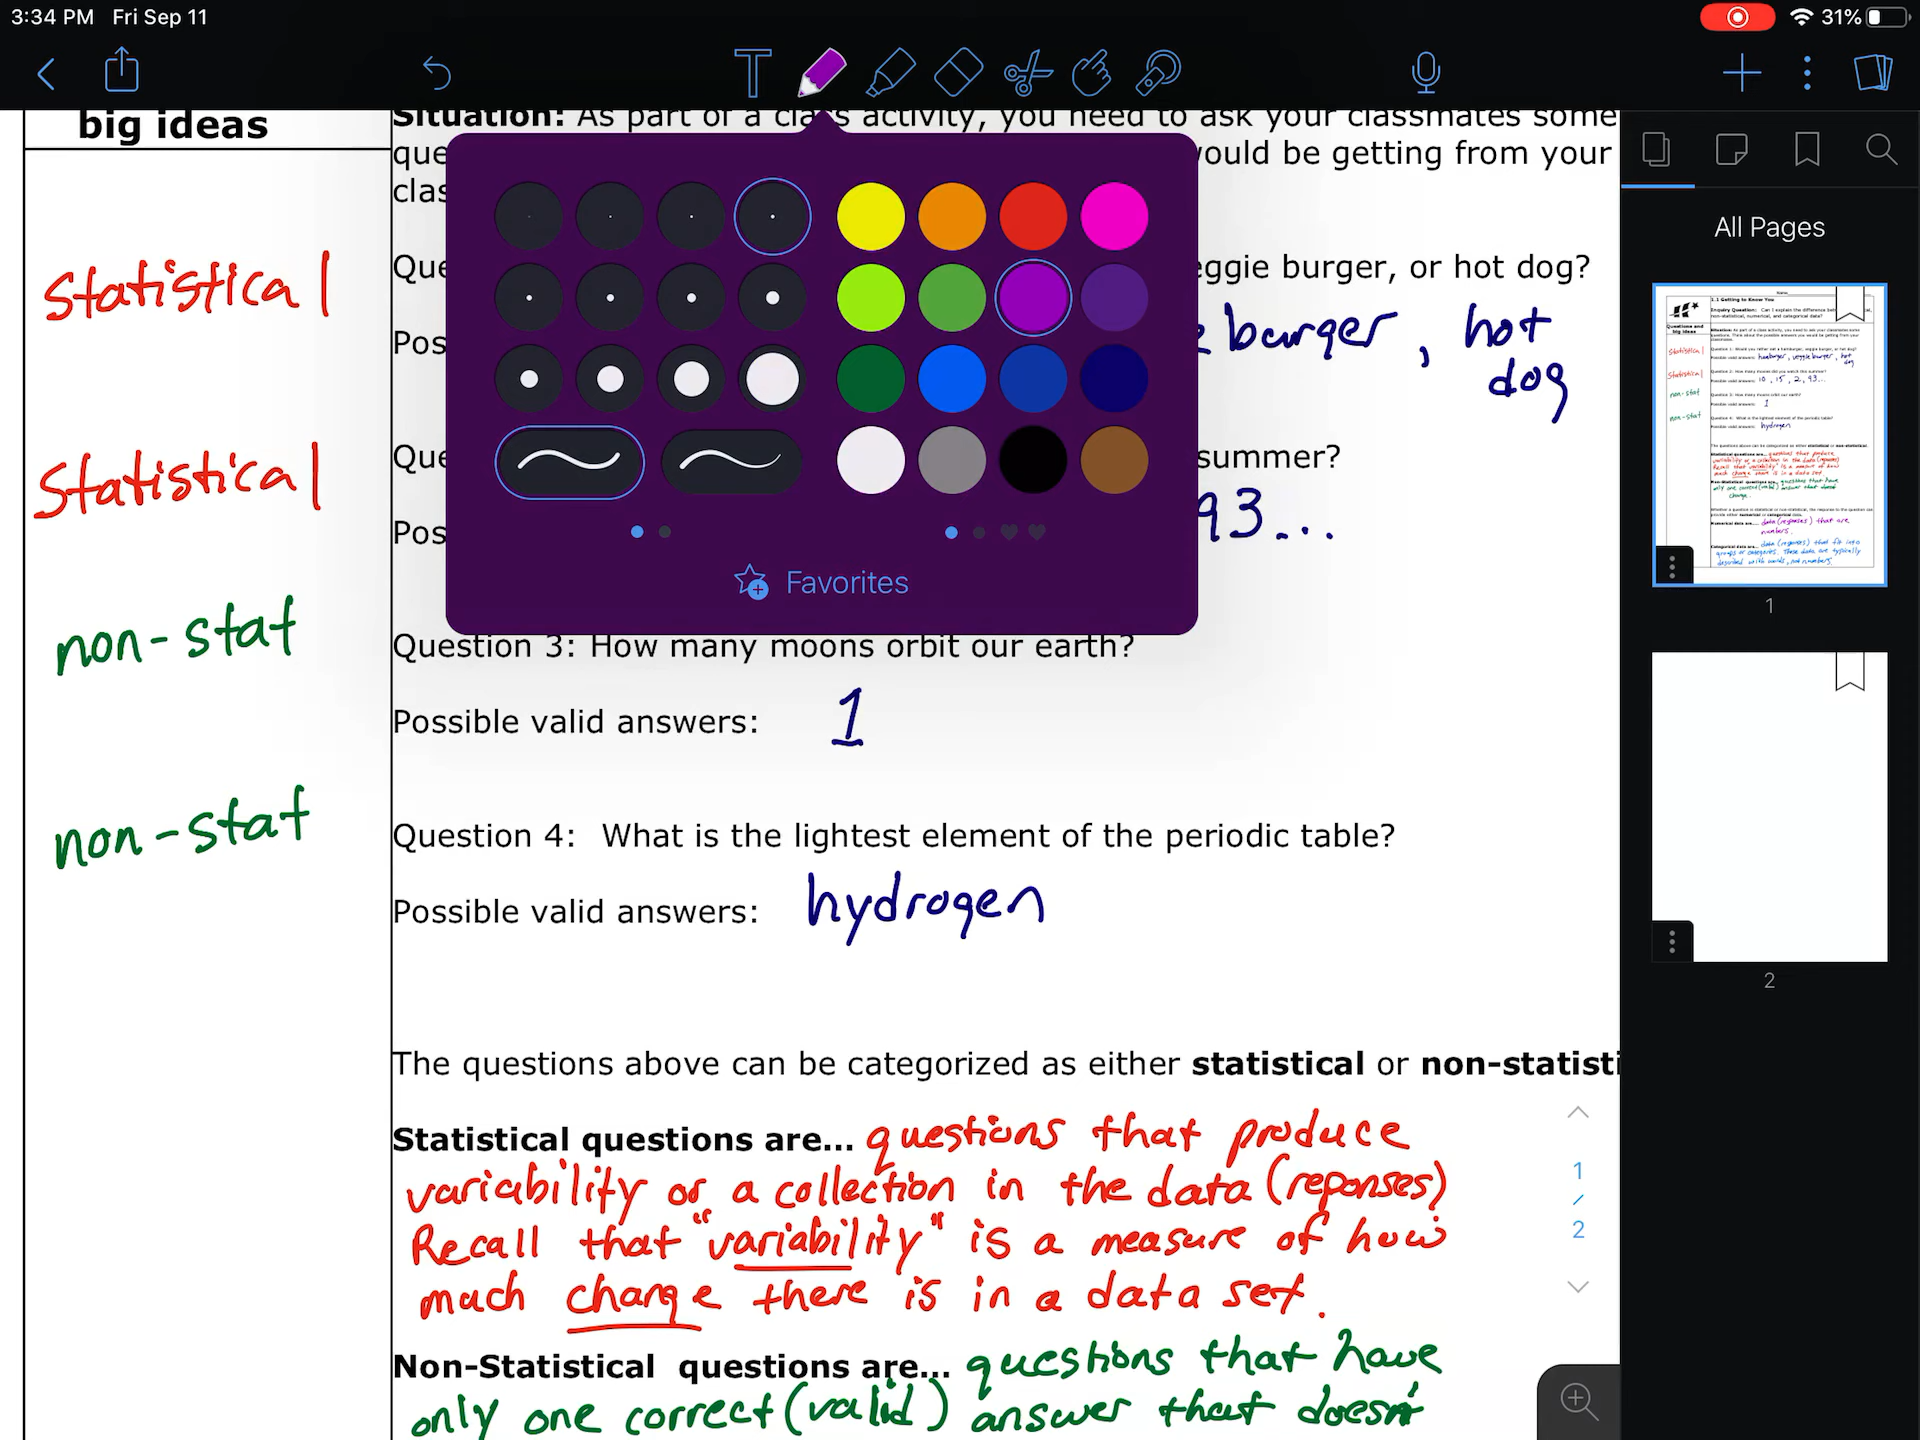 3:34 PM Fri Sep 11
31%
big ideas
Situation: As part of a class activity, you need to ask your classmates some
que
would be getting from your
clas
statistical
Que
eggie burger, or hot dog?
Pos
e burger, hot
dog
statistical
Que
summer?
Pos
93...
Favorites
non-stat
Question 3: How many moons orbit our earth?
Possible valid answers: 1
non-stat
Question 4: What is the lightest element of the periodic table?
Possible valid answers: hydrogen
The questions above can be categorized as either statistical or non-statisti
Statistical questions are... questions that produce
variability or a collection in the data (reponses)
Recall that "variability" is a measure of how
much change there is in a data set.
Non-Statistical questions are... questions that have
only one correct (valid) answer that doesn't
1
/
2
All Pages
1.1 Getting to Know You
1
2